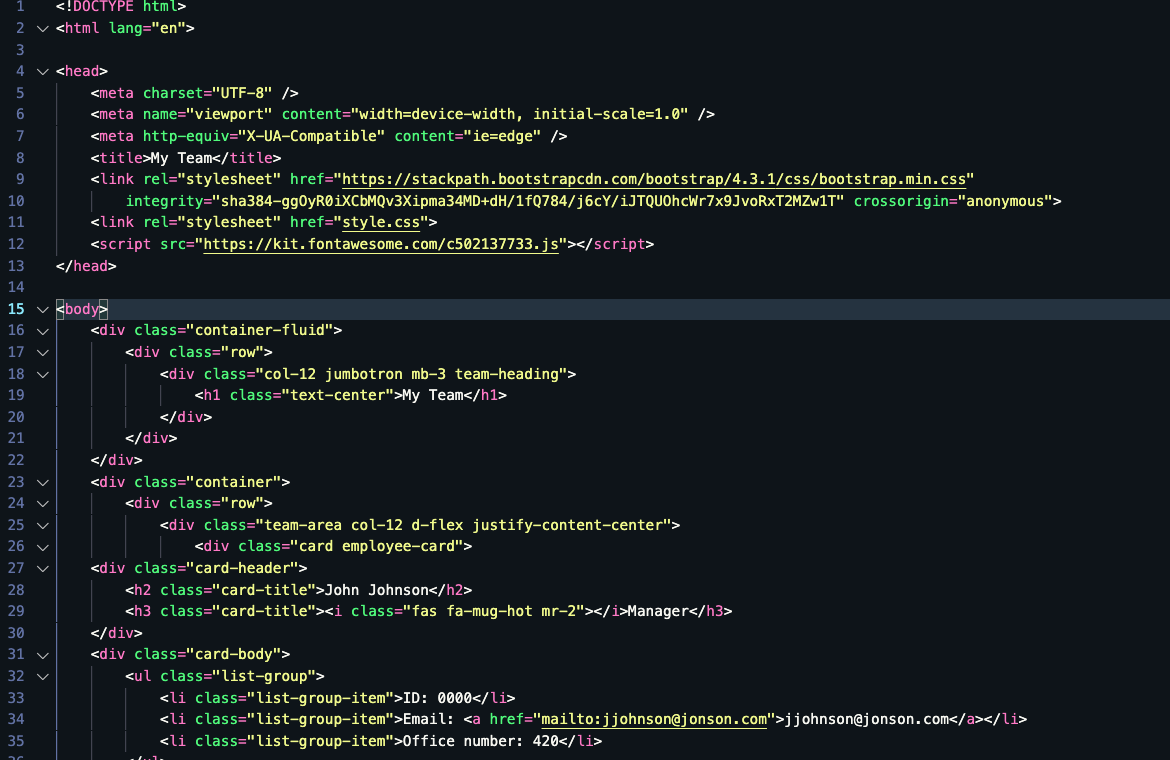 1 <!DOCTYPE html>
2 <html lang="en">
3
4 <head>
5 <meta charset="UTF-8" />
6 <meta name="viewport" content="width=device-width, initial-scale=1.0" />
7 <meta http-equiv="X-UA-Compatible" content="ie=edge" />
8 <title>My Team</title>
9 <link rel="stylesheet" href="https://stackpath.bootstrapcdn.com/bootstrap/4.3.1/css/bootstrap.min.css"
10 integrity="sha384-ggOyR0iXCbMQv3Xipma34MD+dH/1fQ784/j6cY/iJTQUOhcWr7x9JvoRxT2MZw1T" crossorigin="anonymous">
11 <link rel="stylesheet" href="style.css">
12 <script src="https://kit.fontawesome.com/c502137733.js"></script>
13 </head>
14
15 <body>
16 <div class="container-fluid">
17 <div class="row">
18 <div class="col-12 jumbotron mb-3 team-heading">
19 <h1 class="text-center">My Team</h1>
20 </div>
21 </div>
22 </div>
23 <div class="container">
24 <div class="row">
25 <div class="team-area col-12 d-flex justify-content-center">
26 <div class="card employee-card">
27 <div class="card-header">
28 <h2 class="card-title">John Johnson</h2>
29 <h3 class="card-title"><i class="fas fa-mug-hot mr-2"></i>Manager</h3>
30 </div>
31 <div class="card-body">
32 <ul class="list-group">
33 <li class="list-group-item">ID: 0000</li>
34 <li class="list-group-item">Email: <a href="mailto:jjohnson@jonson.com">jjohnson@jonson.com</a></li>
35 <li class="list-group-item">Office number: 420</li>